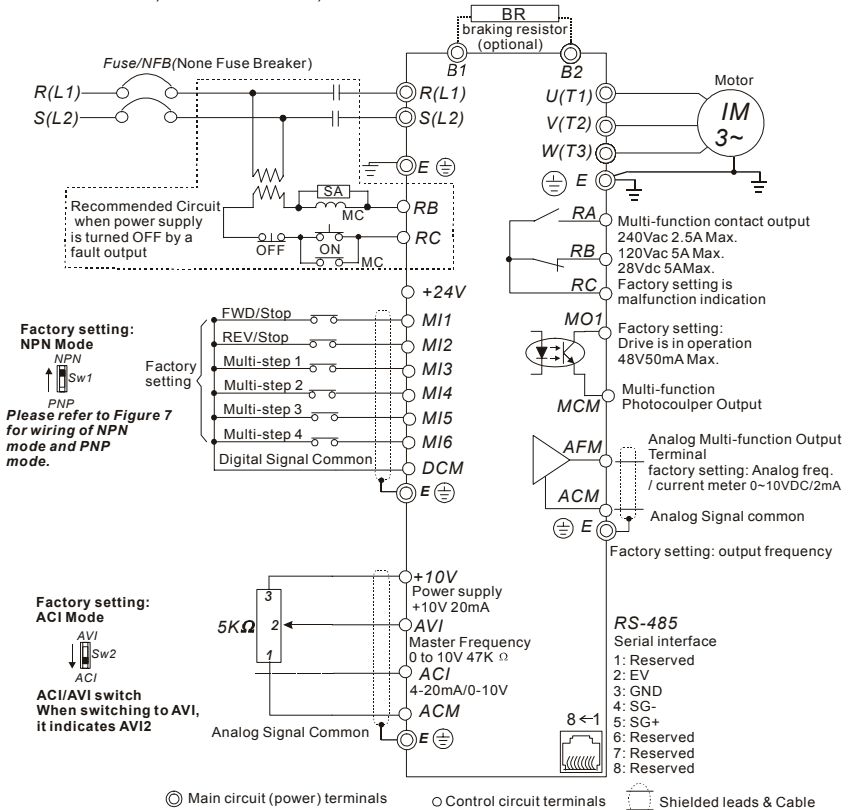 BR
braking resistor
(optional)
B1
B2
Fuse/NFB(None Fuse Breaker)
R(L1)
S(L2)
R(L1)
S(L2)
E
Recommended Circuit
when power supply
is turned OFF by a
fault output
SA
MC
OFF
ON
MC
RB
RC
U(T1)
V(T2)
W(T3)
E
Motor
IM
3~
RA
RB
RC
Multi-function contact output
240Vac 2.5A Max.
120Vac 5A Max.
28Vdc 5AMax.
Factory setting is
malfunction indication
+24V
Factory setting:
NPN Mode
NPN
Sw1
PNP
Please refer to Figure 7
for wiring of NPN
mode and PNP
mode.
Factory
setting
FWD/Stop
REV/Stop
Multi-step 1
Multi-step 2
Multi-step 3
Multi-step 4
Digital Signal Common
MI1
MI2
MI3
MI4
MI5
MI6
DCM
E
MO1
Factory setting:
Drive is in operation
48V50mA Max.
MCM
Multi-function
Photocoulper Output
AFM
ACM
E
Analog Multi-function Output
Terminal
factory setting: Analog freq.
/ current meter 0~10VDC/2mA
Analog Signal common
Factory setting: output frequency
Factory setting:
ACI Mode
AVI
Sw2
ACI
ACI/AVI switch
When switching to AVI,
it indicates AVI2
5KΩ
3
2
1
+10V
Power supply
+10V 20mA
AVI
Master Frequency
0 to 10V 47K Ω
ACI
4-20mA/0-10V
ACM
Analog Signal Common
E
RS-485
Serial interface
1: Reserved
2: EV
3: GND
4: SG-
5: SG+
6: Reserved
7: Reserved
8: Reserved
8←1
Main circuit (power) terminals
Control circuit terminals
Shielded leads & Cable